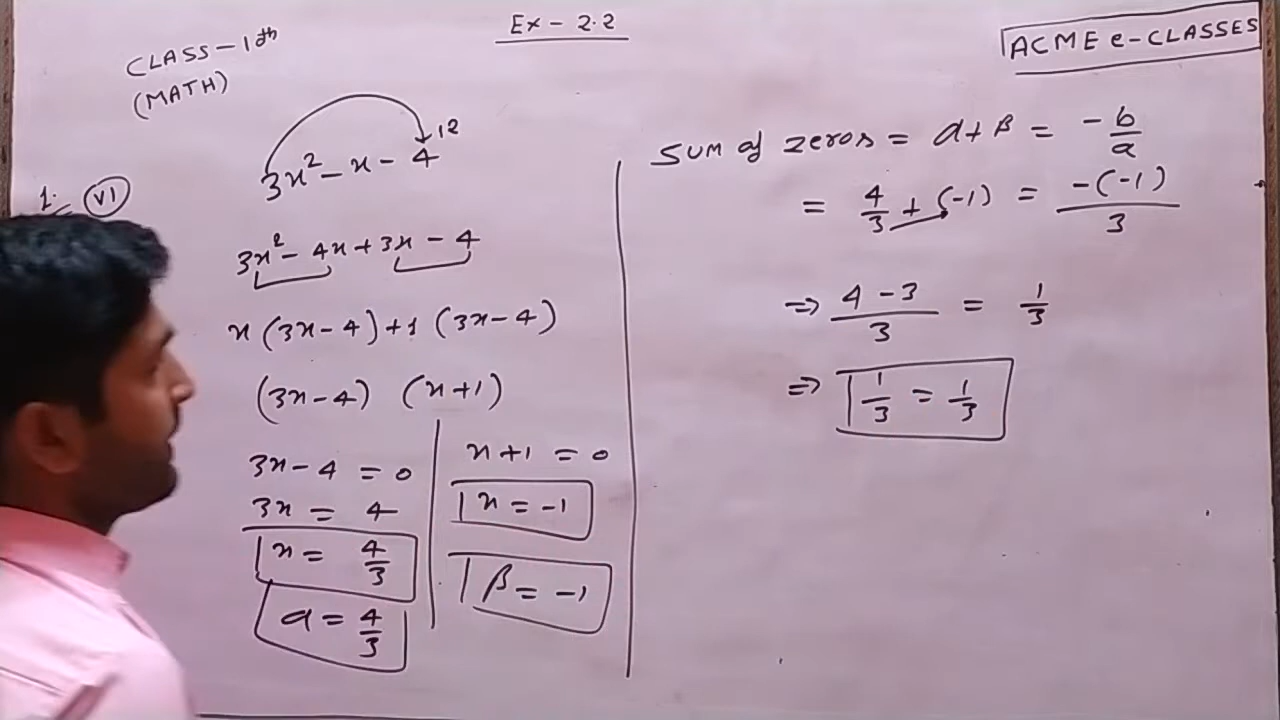 Ex - 2.2
ACME e-CLASSES
CLASS - 10th
(MATH)
1. (VI)
12
3x² - x - 4
3x² - 4x + 3x - 4
x(3x - 4) + 1(3x - 4)
(3x - 4) (x + 1)
3x - 4 = 0
3x = 4
x = 4/3
α = 4/3
x + 1 = 0
x = -1
β = -1
Sum of zeros = α + β = -b/a
= 4/3 + (-1) = -(-1)/3
⇒ 4 - 3/3 = 1/3
⇒ 1/3 = 1/3